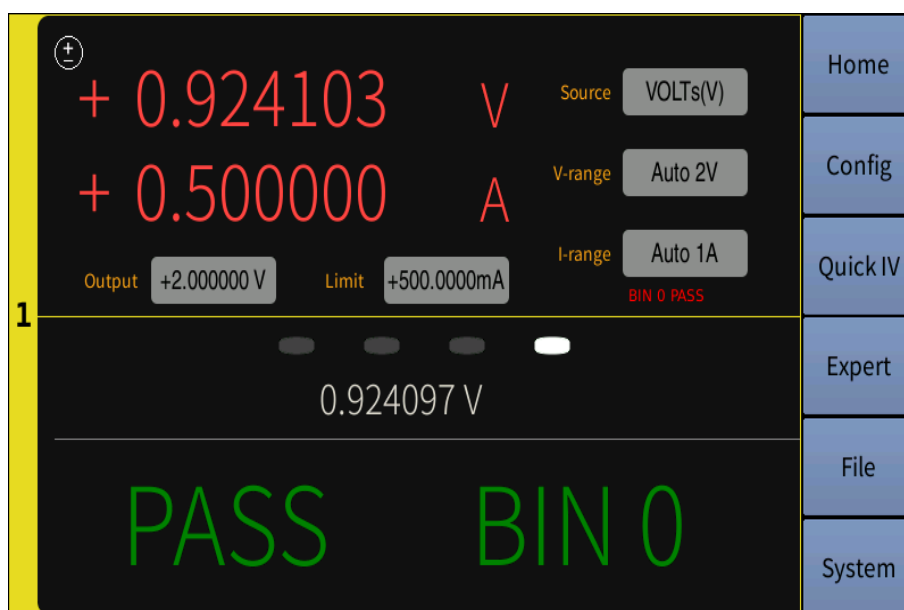 1
+ 0.924103 V
+ 0.500000 A
Source VOLTs(V)
V-range Auto 2V
I-range Auto 1A
BIN 0 PASS
Output +2.000000 V Limit +500.0000mA
0.924097 V
PASS BIN 0
Home
Config
Quick IV
Expert
File
System